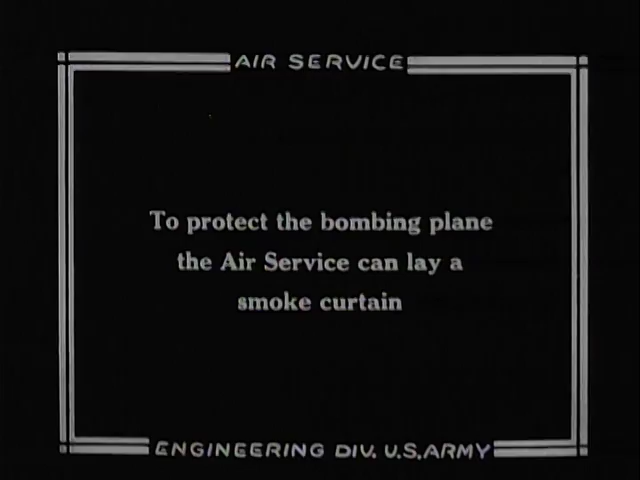 AIR SERVICE
To protect the bombing plane
the Air Service can lay a
smoke curtain
ENGINEERING DIV. U.S. ARMY